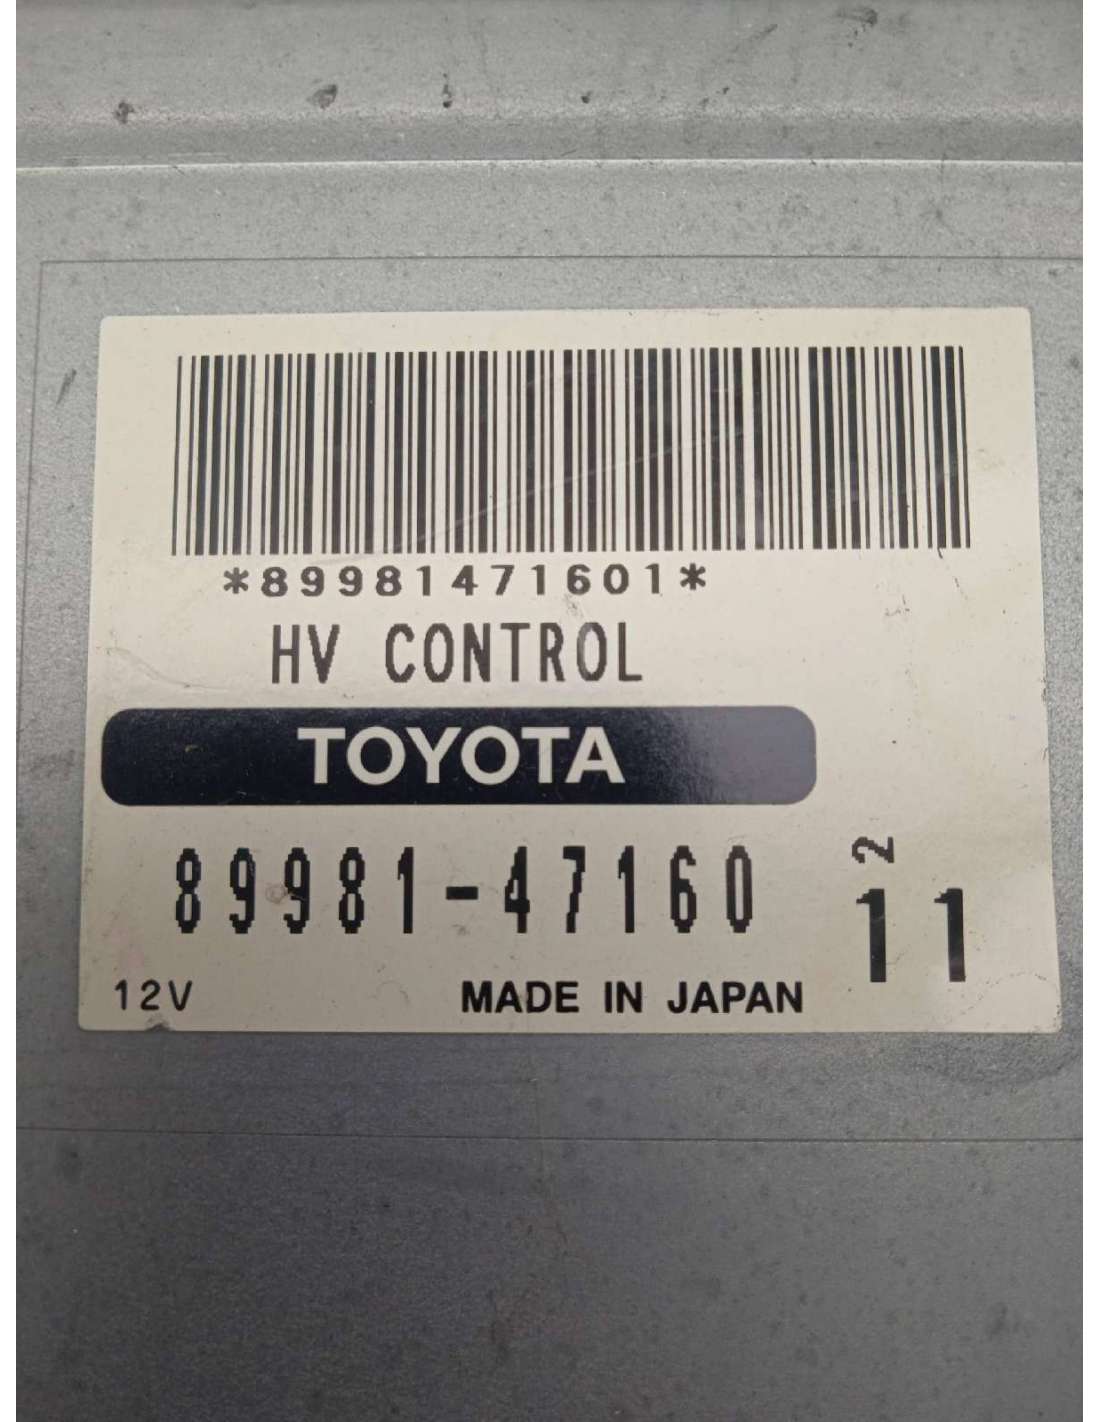 *89981471601*
HV CONTROL
TOYOTA
89981-47160
2
11
12V
MADE IN JAPAN